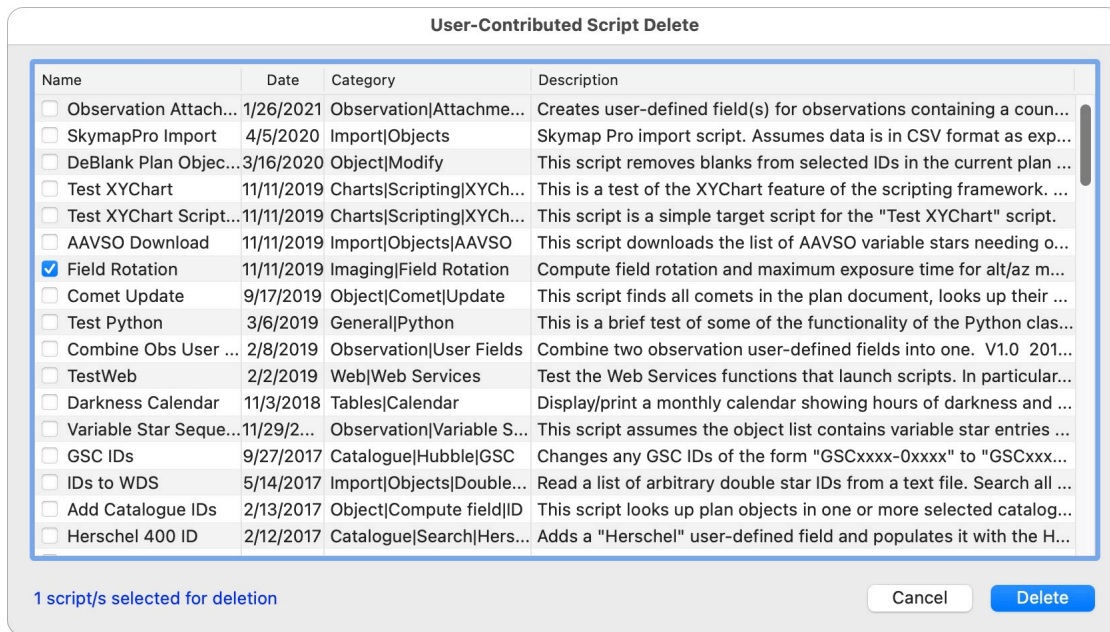 User-Contributed Script Delete
Name Date Category Description
Observation Attach... 1/26/2021 Observation|Attachme... Creates user-defined field(s) for observations containing a coun...
SkymapPro Import 4/5/2020 Import|Objects Skymap Pro import script. Assumes data is in CSV format as exp...
DeBlank Plan Objec... 3/16/2020 Object|Modify This script removes blanks from selected IDs in the current plan ...
Test XYChart 11/11/2019 Charts|Scripting|XYCh... This is a test of the XYChart feature of the scripting framework. ...
Test XYChart Script... 11/11/2019 Charts|Scripting|XYCh... This script is a simple target script for the "Test XYChart" script.
AAVSO Download 11/11/2019 Import|Objects|AAVSO This script downloads the list of AAVSO variable stars needing o...
Field Rotation 11/11/2019 Imaging|Field Rotation Compute field rotation and maximum exposure time for alt/az m...
Comet Update 9/17/2019 Object|Comet|Update This script finds all comets in the plan document, looks up their ...
Test Python 3/6/2019 General|Python This is a brief test of some of the functionality of the Python clas...
Combine Obs User ... 2/8/2019 Observation|User Fields Combine two observation user-defined fields into one. V1.0 201...
TestWeb 2/2/2019 Web|Web Services Test the Web Services functions that launch scripts. In particular...
Darkness Calendar 11/3/2018 Tables|Calendar Display/print a monthly calendar showing hours of darkness and ...
Variable Star Seque... 11/29/2... Observation|Variable S... This script assumes the object list contains variable star entries ...
GSC IDs 9/27/2017 Catalogue|Hubble|GSC Changes any GSC IDs of the form "GSCxxxx-0xxxx" to "GSCxxx...
IDs to WDS 5/14/2017 Import|Objects|Double... Read a list of arbitrary double star IDs from a text file. Search all ...
Add Catalogue IDs 2/13/2017 Object|Compute field|ID This script looks up plan objects in one or more selected catalog...
Herschel 400 ID 2/12/2017 Catalogue|Search|Hers... Adds a "Herschel" user-defined field and populates it with the H...
1 script/s selected for deletion Cancel Delete